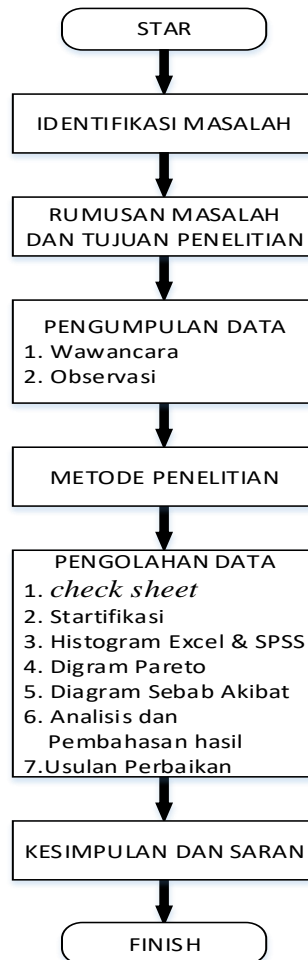 STAR
IDENTIFIKASI MASALAH
RUMUSAN MASALAH
DAN TUJUAN PENELITIAN
PENGUMPULAN DATA
1. Wawancara
2. Observasi
METODE PENELITIAN
PENGOLAHAN DATA
1. check sheet
2. Startifikasi
3. Histogram Excel & SPSS
4. Digram Pareto
5. Diagram Sebab Akibat
6. Analisis dan
Pembahasan hasil
7.Usulan Perbaikan
KESIMPULAN DAN SARAN
FINISH